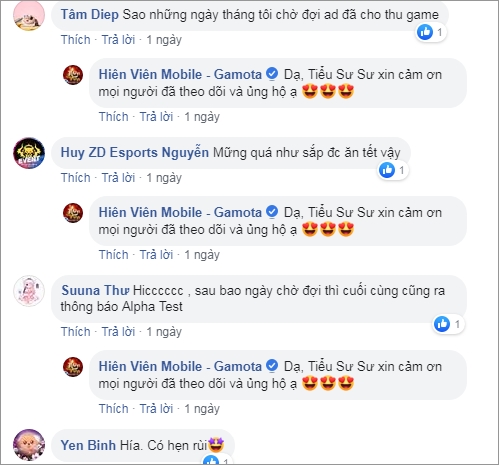 Tâm Diep Sao những ngày tháng tôi chờ đợi ad đã cho thu game
1
Thích · Trả lời · 1 ngày
Hiên Viên Mobile - Gamota Dạ, Tiểu Sư Sư xin cảm ơn
mọi người đã theo dõi và ủng hộ ạ 😍😍😍
Thích · Trả lời · 1 ngày
Huy ZD Esports Nguyễn Mừng quá như sắp đc ăn tết vậy
1
Thích · Trả lời · 1 ngày
Hiên Viên Mobile - Gamota Dạ, Tiểu Sư Sư xin cảm ơn
mọi người đã theo dõi và ủng hộ ạ 😍😍😍
Thích · Trả lời · 1 ngày
Suuna Thư Hicccccc , sau bao ngày chờ đợi thì cuối cùng cũng ra
thông báo Alpha Test
1
Thích · Trả lời · 1 ngày
Hiên Viên Mobile - Gamota Dạ, Tiểu Sư Sư xin cảm ơn
mọi người đã theo dõi và ủng hộ ạ 😍😍😍
Thích · Trả lời · 1 ngày
Yen Binh Hía. Có hẹn rùi🤩
1